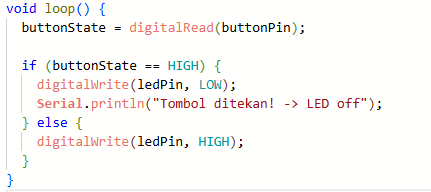 void loop() {
  buttonState = digitalRead(buttonPin);

  if (buttonState == HIGH) {
    digitalWrite(ledPin, LOW);
    Serial.println("Tombol ditekan! -> LED off");
  } else {
    digitalWrite(ledPin, HIGH);
  }
}